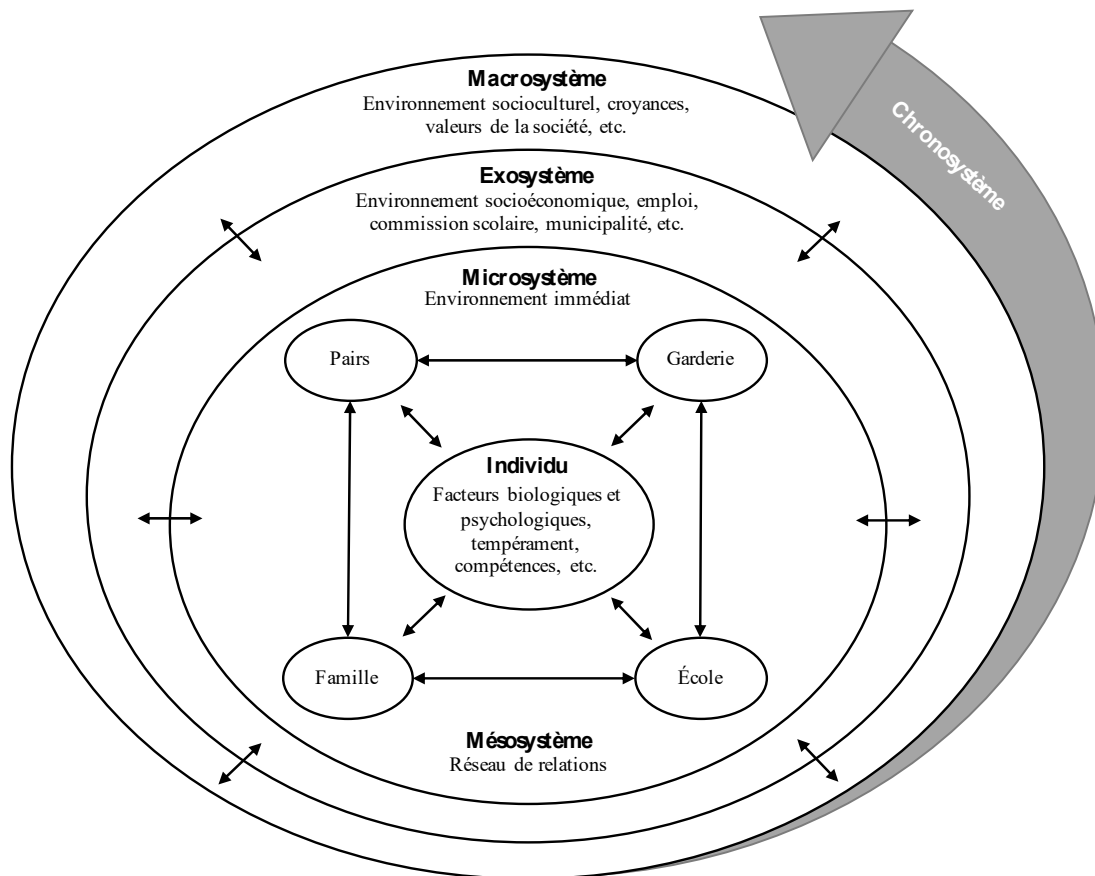 Macrosystème
Environnement socioculturel, croyances,
valeurs de la société, etc.
Chronosystème
Exosystème
Environnement socioéconomique, emploi,
commission scolaire, municipalité, etc.
Microsystème
Environnement immédiat
Pairs
Garderie
Individu
Facteurs biologiques et
psychologiques,
tempérament,
compétences, etc.
Famille
École
Mésosystème
Réseau de relations